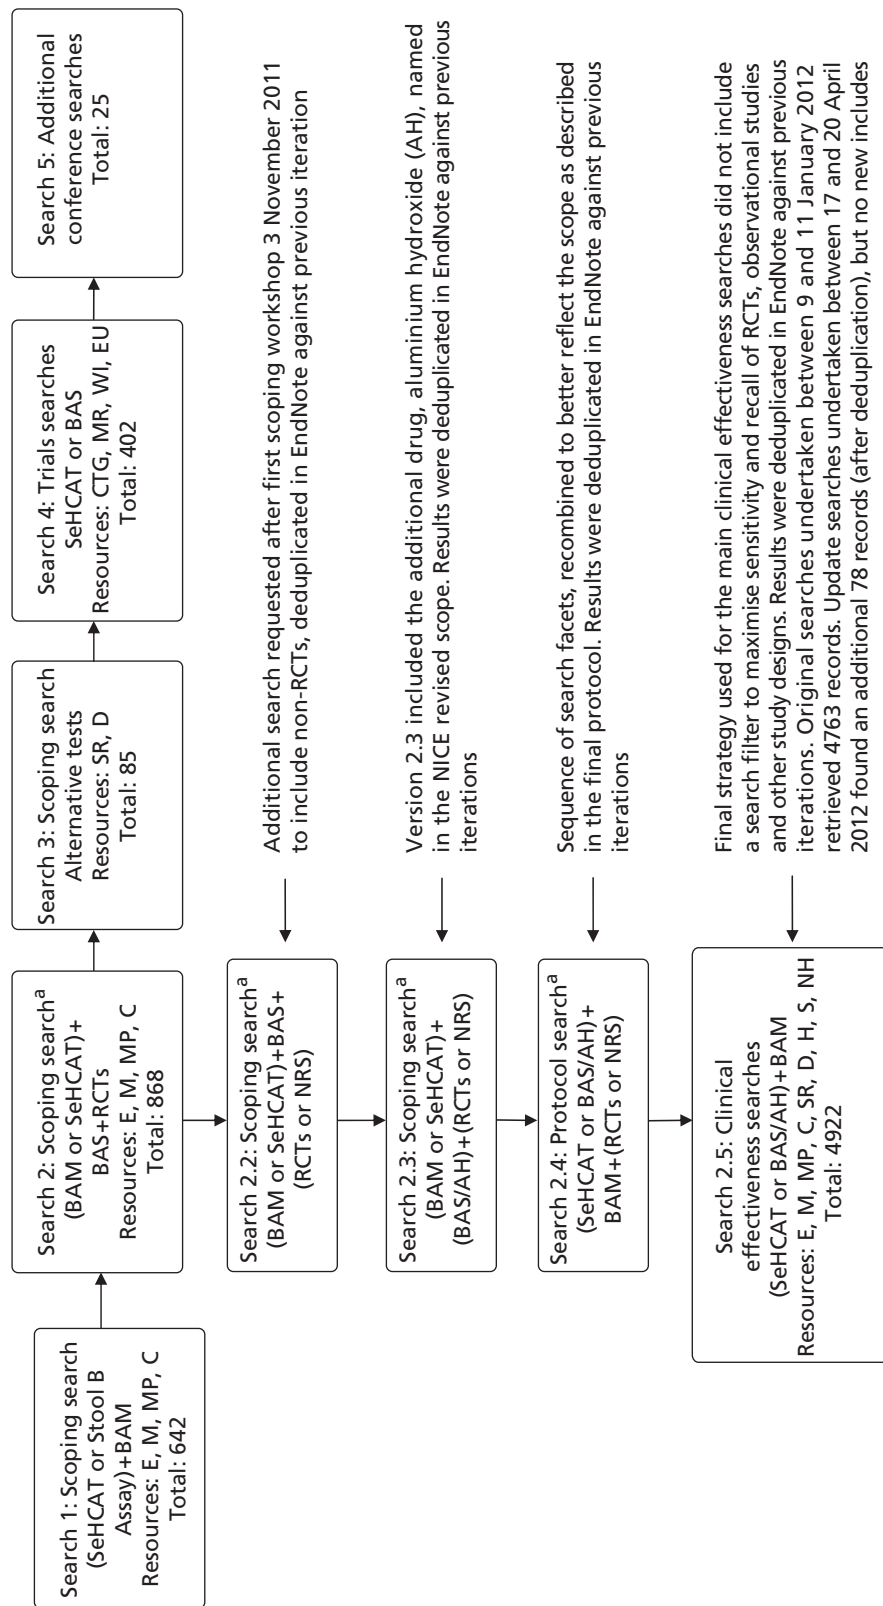 Search 1: Scoping search
(SeHCAT or Stool B
Assay)+BAM
Resources: E, M, MP, C
Total: 642
Search 2: Scoping searchᵃ
(BAM or SeHCAT)+
BAS+RCTs
Resources: E, M, MP, C
Total: 868
Search 3: Scoping search
Alternative tests
Resources: SR, D
Total: 85
Search 4: Trials searches
SeHCAT or BAS
Resources: CTG, MR, WI, EU
Total: 402
Search 5: Additional
conference searches
Total: 25
Search 2.2: Scoping searchᵃ
(BAM or SeHCAT)+BAS+
(RCTs or NRS)
Additional search requested after first scoping workshop 3 November 2011
to include non-RCTs, deduplicated in EndNote against previous iteration
Search 2.3: Scoping searchᵃ
(BAM or SeHCAT)+
(BAS/AH)+(RCTs or NRS)
Version 2.3 included the additional drug, aluminium hydroxide (AH), named
in the NICE revised scope. Results were deduplicated in EndNote against previous
iterations
Search 2.4: Protocol searchᵃ
(SeHCAT or BAS/AH)+
BAM+(RCTs or NRS)
Sequence of search facets, recombined to better reflect the scope as described
in the final protocol. Results were deduplicated in EndNote against previous
iterations
Search 2.5: Clinical
effectiveness searches
(SeHCAT or BAS/AH)+BAM
Resources: E, M, MP, C, SR, D, H, S, NH
Total: 4922
Final strategy used for the main clinical effectiveness searches did not include
a search filter to maximise sensitivity and recall of RCTs, observational studies
and other study designs. Results were deduplicated in EndNote against previous
iterations. Original searches undertaken between 9 and 11 January 2012
retrieved 4763 records. Update searches undertaken between 17 and 20 April
2012 found an additional 78 records (after deduplication), but no new includes